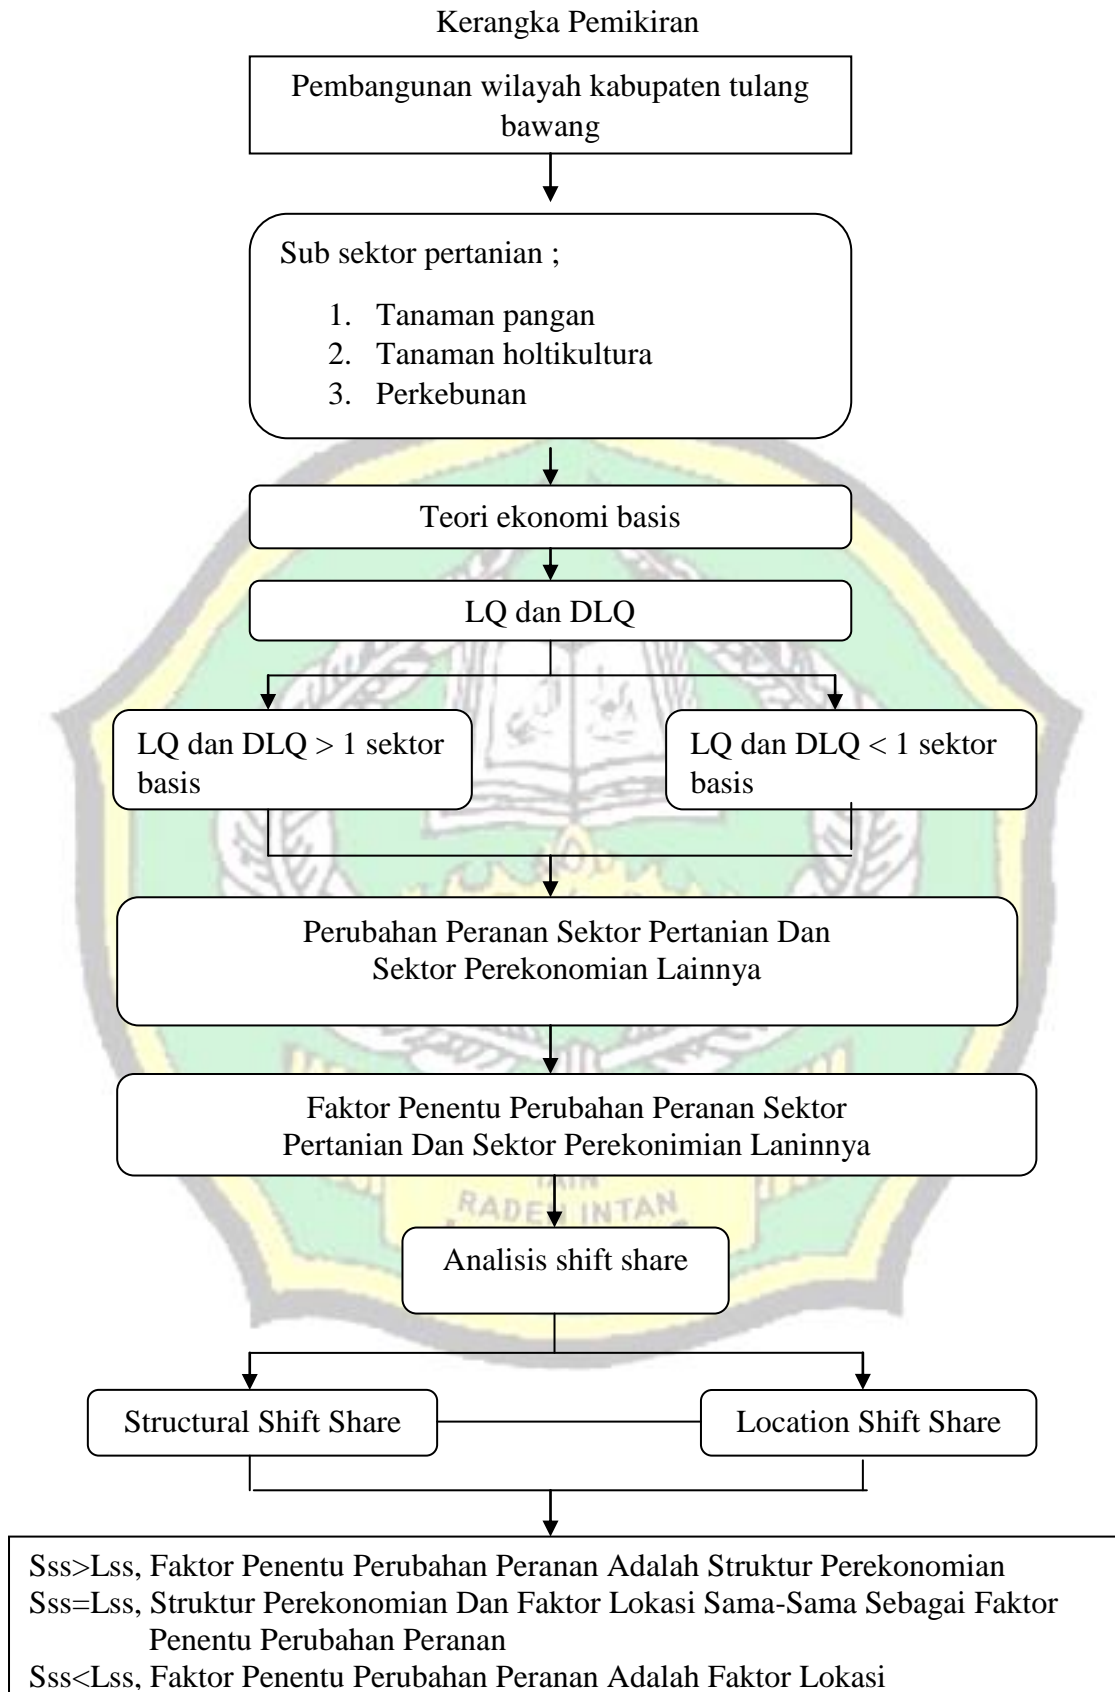 Kerangka Pemikiran
Pembangunan wilayah kabupaten tulang
bawang
Sub sektor pertanian ;
1. Tanaman pangan
2. Tanaman holtikultura
3. Perkebunan
Teori ekonomi basis
LQ dan DLQ
LQ dan DLQ > 1 sektor
basis
LQ dan DLQ < 1 sektor
basis
Perubahan Peranan Sektor Pertanian Dan
Sektor Perekonomian Lainnya
Faktor Penentu Perubahan Peranan Sektor
Pertanian Dan Sektor Perekonimian Laninnya
IAIN
RADEN INTAN
Analisis shift share
Structural Shift Share
Location Shift Share
Sss>Lss, Faktor Penentu Perubahan Peranan Adalah Struktur Perekonomian
Sss=Lss, Struktur Perekonomian Dan Faktor Lokasi Sama-Sama Sebagai Faktor
Penentu Perubahan Peranan
Sss<Lss, Faktor Penentu Perubahan Peranan Adalah Faktor Lokasi